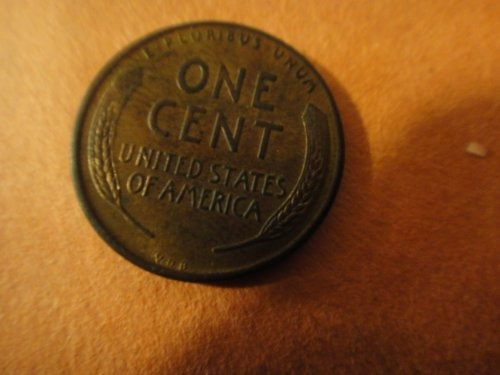 E PLURIBUS UNUM
ONE
CENT
UNITED STATES
OF AMERICA
V.D.B.